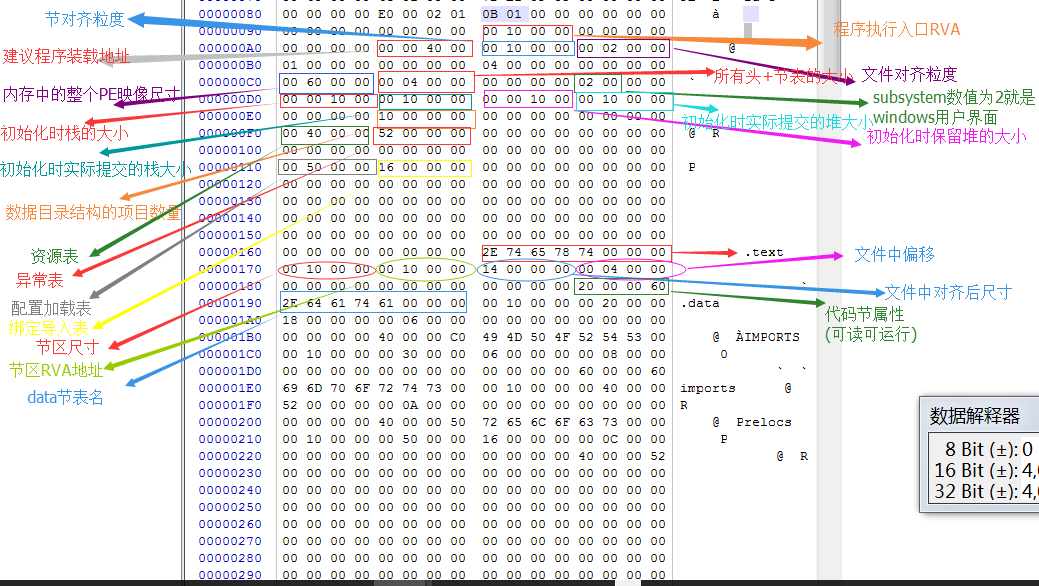 00000080 00 00 00 00 E0 00 02 01 0B 01 00 00 00 00 00 00 à
00000090 00 00 00 00 00 00 00 00 00 10 00 00 00 00 00 00
000000A0 00 00 00 00 00 00 40 00 00 10 00 00 00 02 00 00 @
000000B0 01 00 00 00 00 00 00 00 04 00 00 00 00 00 00 00
000000C0 00 60 00 00 00 04 00 00 00 00 00 00 02 00 00 00 `
000000D0 00 00 10 00 00 10 00 00 00 00 10 00 00 10 00 00
000000E0 00 00 00 00 10 00 00 00 00 00 00 00 00 00 00 00
000000F0 00 40 00 00 52 00 00 00 00 00 00 00 00 00 00 00 @ R
00000100 00 00 00 00 00 00 00 00 00 00 00 00 00 00 00 00
00000110 00 50 00 00 16 00 00 00 00 00 00 00 00 00 00 00 P
00000120 00 00 00 00 00 00 00 00 00 00 00 00 00 00 00 00
00000130 00 00 00 00 00 00 00 00 00 00 00 00 00 00 00 00
00000140 00 00 00 00 00 00 00 00 00 00 00 00 00 00 00 00
00000150 00 00 00 00 00 00 00 00 00 00 00 00 00 00 00 00
00000160 00 00 00 00 00 00 00 00 2E 74 65 78 74 00 00 00 .text
00000170 00 10 00 00 00 10 00 00 14 00 00 00 00 04 00 00
00000180 00 00 00 00 00 00 00 00 00 00 00 00 20 00 00 60 `
00000190 2E 64 61 74 61 00 00 00 00 10 00 00 00 20 00 00 .data
000001A0 18 00 00 00 00 06 00 00 00 00 00 00 00 00 00 00
000001B0 00 00 00 00 40 00 00 C0 49 4D 50 4F 52 54 53 00 @ ÀIMPORTS
000001C0 00 10 00 00 00 30 00 00 06 00 00 00 00 08 00 00 0
000001D0 00 00 00 00 00 00 00 00 00 00 00 00 60 00 00 60 ` `
000001E0 69 6D 70 6F 72 74 73 00 00 10 00 00 00 40 00 00 imports @
000001F0 52 00 00 00 00 0A 00 00 00 00 00 00 00 00 00 00 R
00000200 00 00 00 00 40 00 00 50 72 65 6C 6F 63 73 00 00 @ Prelocs
00000210 00 10 00 00 00 50 00 00 16 00 00 00 00 0C 00 00 P
00000220 00 00 00 00 00 00 00 00 00 00 00 00 40 00 00 52 @ R
00000230 00 00 00 00 00 00 00 00 00 00 00 00 00 00 00 00
00000240 00 00 00 00 00 00 00 00 00 00 00 00 00 00 00 00
00000250 00 00 00 00 00 00 00 00 00 00 00 00 00 00 00 00
00000260 00 00 00 00 00 00 00 00 00 00 00 00 00 00 00 00
00000270 00 00 00 00 00 00 00 00 00 00 00 00 00 00 00 00
00000280 00 00 00 00 00 00 00 00 00 00 00 00 00 00 00 00
00000290 00 00 00 00 00 00 00 00 00 00 00 00 00 00 00 00
节对齐粒度
建议程序装载地址
内存中的整个PE映像尺寸
初始化时栈的大小
初始化时实际提交的栈大小
数据目录结构的项目数量
资源表
异常表
配置加载表
绑定导入表
节区尺寸
节区RVA地址
data节表名
程序执行入口RVA
所有头+节表的大小
文件对齐粒度
subsystem数值为2就是
windows用户界面
初始化时实际提交的堆大小
初始化时保留堆的大小
文件中偏移
文件中对齐后尺寸
代码节属性
(可读可运行)
数据解释器
8 Bit (±): 0
16 Bit (±): 4,
32 Bit (±): 4,